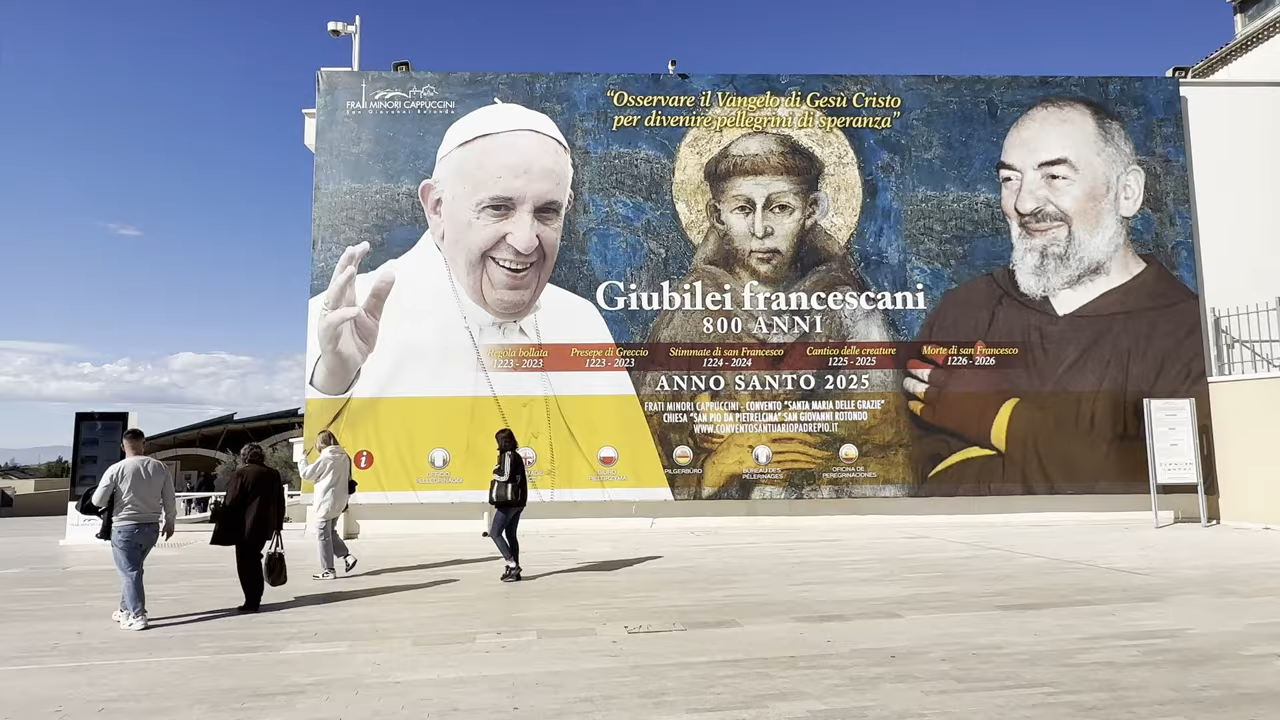 FRATI MINORI CAPPUCCINI
San Giovanni Rotondo
“Osservare il Vangelo di Gesù Cristo
per divenire pellegrini di speranza”
Giubilei francescani
800 ANNI
Regola bollata
1223 - 2023
Presepe di Greccio
1223 - 2023
Stimmate di san Francesco
1224 - 2024
Cantico delle creature
1225 - 2025
Morte di san Francesco
1226 - 2026
ANNO SANTO 2025
FRATI MINORI CAPPUCCINI - CONVENTO "SANTA MARIA DELLE GRAZIE"
CHIESA "SAN PIO DA PIETRELCINA" SAN GIOVANNI ROTONDO
WWW.CONVENTOSANTUARIOPADREPIO.IT
i
UFFICIO
PELLEGRINAGGI
PILGERBÜRO
BUREAU DES
PÈLERINAGES
OFICINA DE
PEREGRINACIONES